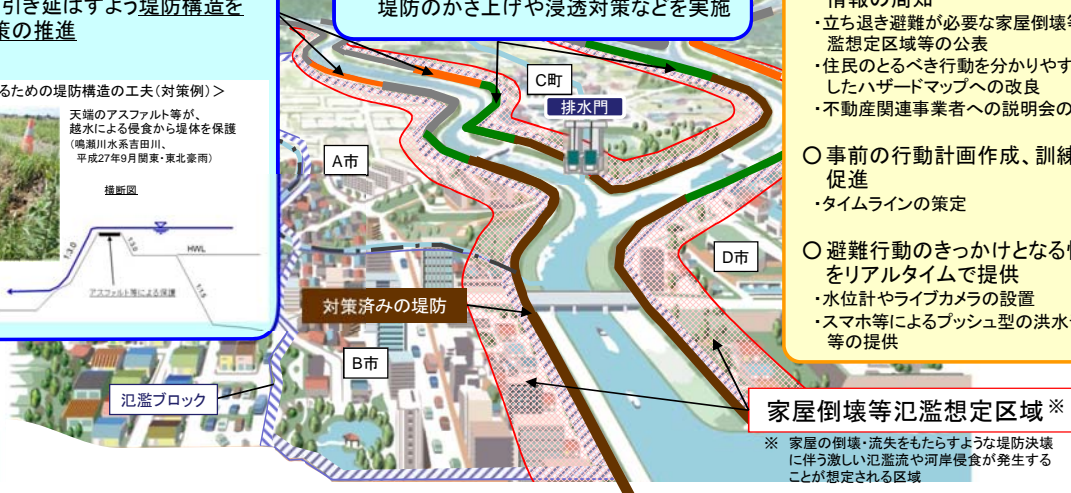 引き延ばすよう堤防構造を
策の推進
るための堤防構造の工夫(対策例)＞
天端のアスファルト等が、
越水による侵食から堤体を保護
(鳴瀬川水系吉田川、
平成27年9月関東・東北豪雨)
横断図
HWL
1:3.0
1:3.0
1:1.5
アスファルト等による保護
堤防のかさ上げや浸透対策などを実施
C町
排水門
A市
D市
対策済みの堤防
B市
氾濫ブロック
情報の周知
・立ち退き避難が必要な家屋倒壊等
濫想定区域等の公表
・住民のとるべき行動を分かりやす
したハザードマップへの改良
・不動産関連事業者への説明会の
○事前の行動計画作成、訓練
促進
・タイムラインの策定
○避難行動のきっかけとなる情
をリアルタイムで提供
・水位計やライブカメラの設置
・スマホ等によるプッシュ型の洪水
等の提供
家屋倒壊等氾濫想定区域※
※ 家屋の倒壊・流失をもたらすような堤防決壊
に伴う激しい氾濫流や河岸侵食が発生する
ことが想定される区域